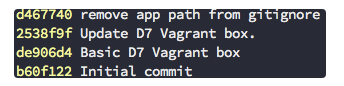 d467740 remove app path from gitignore
2538f9f Update D7 Vagrant box.
de906d4 Basic D7 Vagrant box
b60f122 Initial commit